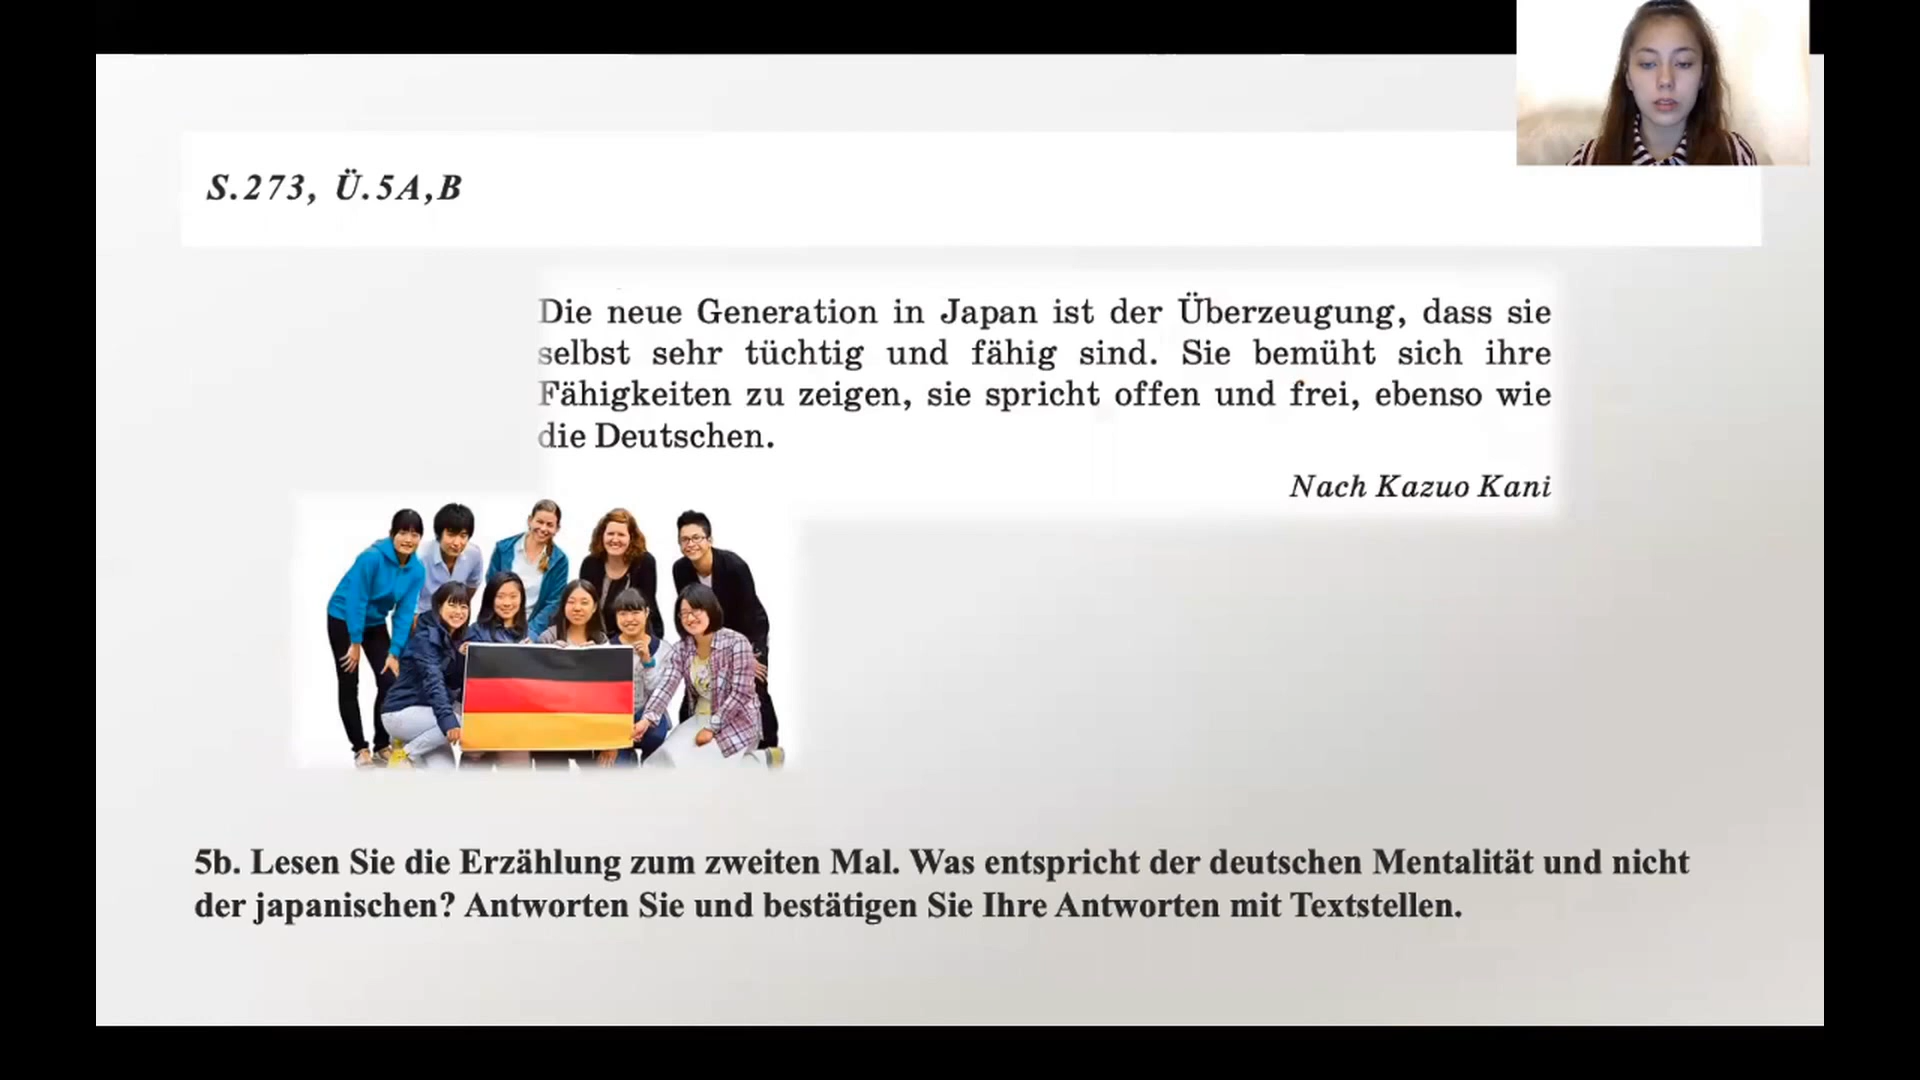 S.273, Ü.5A,B
Die neue Generation in Japan ist der Überzeugung, dass sie
selbst sehr tüchtig und fähig sind. Sie bemüht sich ihre
Fähigkeiten zu zeigen, sie spricht offen und frei, ebenso wie
die Deutschen.
Nach Kazuo Kani
5b. Lesen Sie die Erzählung zum zweiten Mal. Was entspricht der deutschen Mentalität und nicht
der japanischen? Antworten Sie und bestätigen Sie Ihre Antworten mit Textstellen.